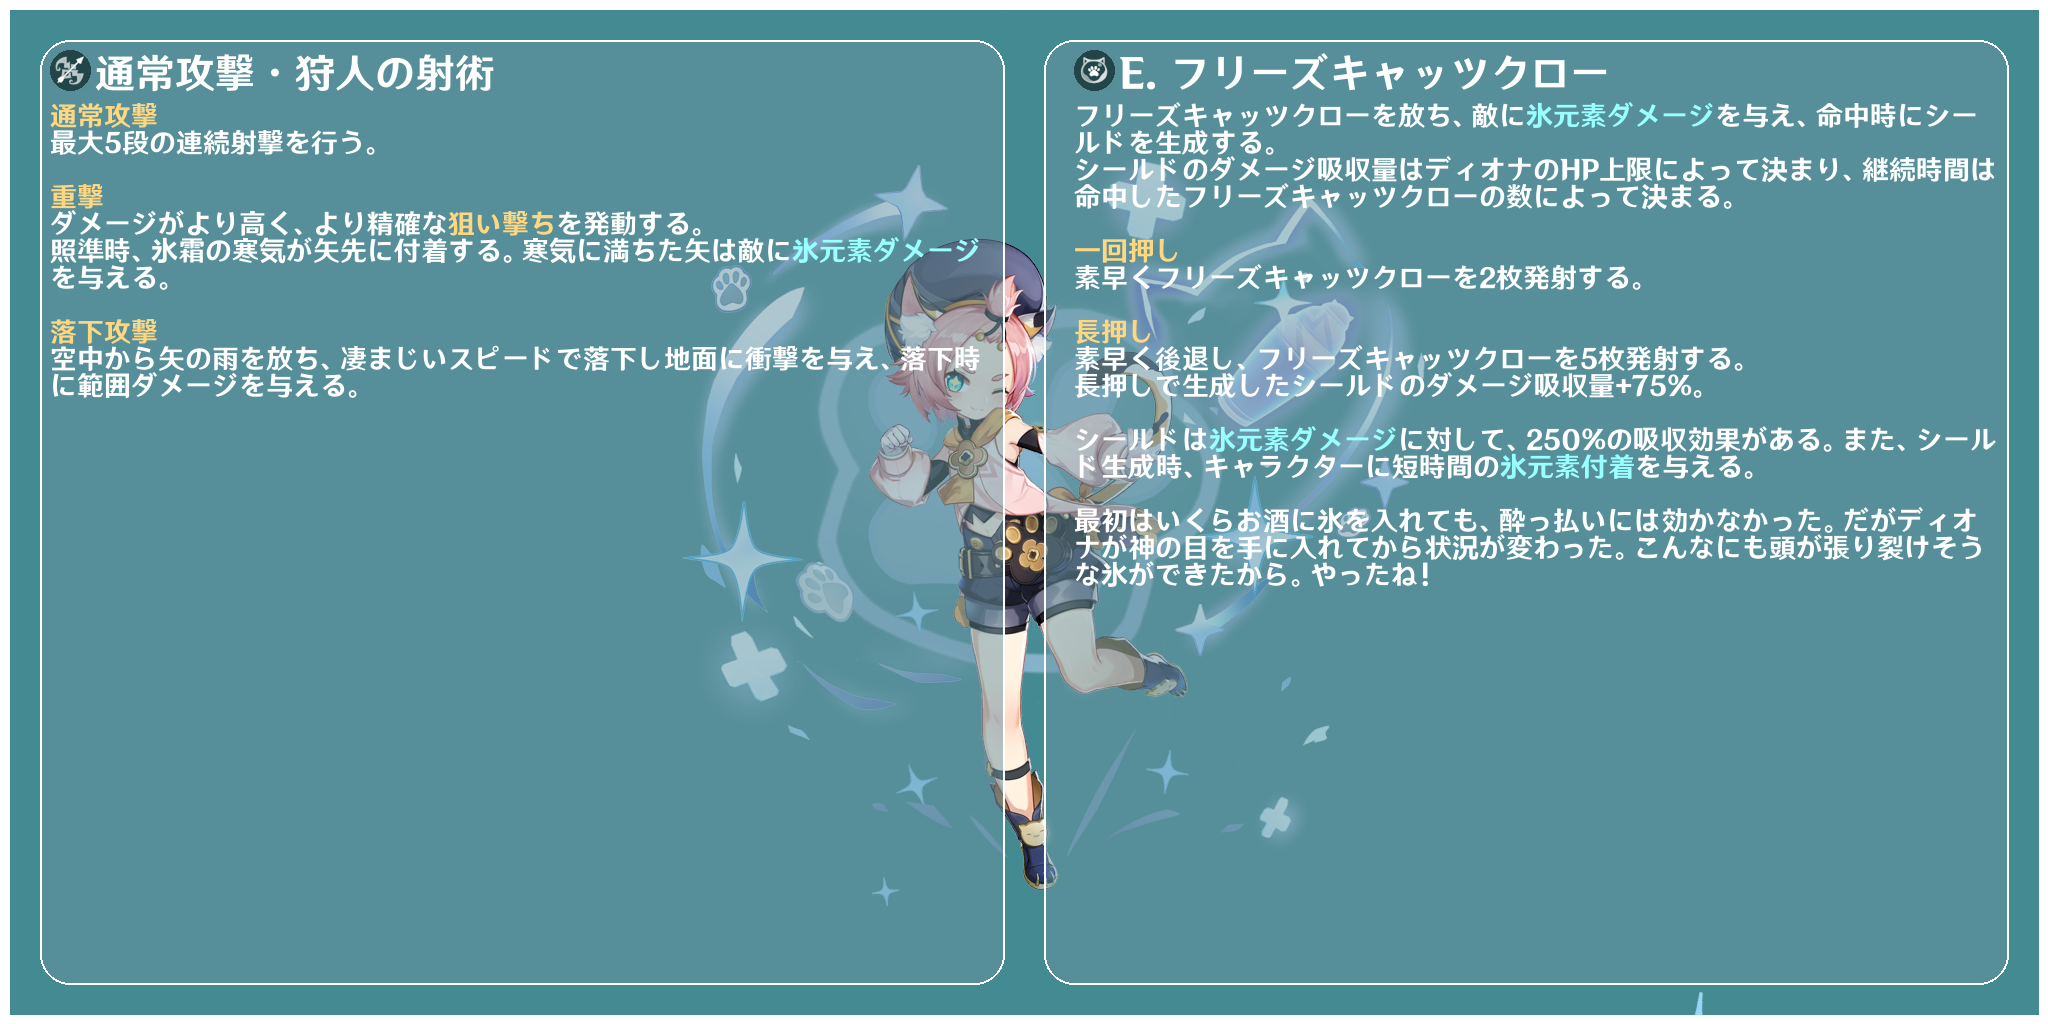 通常攻撃・狩人の射術
通常攻撃
最大5段の連続射撃を行う。
重撃
ダメージがより高く、より精確な狙い撃ちを発動する。
照準時、氷霜の寒気が矢先に付着する。寒気に満ちた矢は敵に氷元素ダメージ
を与える。
落下攻撃
空中から矢の雨を放ち、凄まじいスピードで落下し地面に衝撃を与え、落下時
に範囲ダメージを与える。
E. フリーズキャッツクロー
フリーズキャッツクローを放ち、敵に氷元素ダメージを与え、命中時にシー
ルドを生成する。
シールドのダメージ吸収量はディオナのHP上限によって決まり、継続時間は
命中したフリーズキャッツクローの数によって決まる。
一回押し
素早くフリーズキャッツクローを2枚発射する。
長押し
素早く後退し、フリーズキャッツクローを5枚発射する。
長押しで生成したシールドのダメージ吸収量+75%。
シールドは氷元素ダメージに対して、250%の吸収効果がある。また、シール
ド生成時、キャラクターに短時間の氷元素付着を与える。
最初はいくらお酒に氷を入れても、酔っ払いには効かなかった。だがディオ
ナが神の目を手に入れてから状況が変わった。こんなにも頭が張り裂けそう
な氷ができたから。やったね！